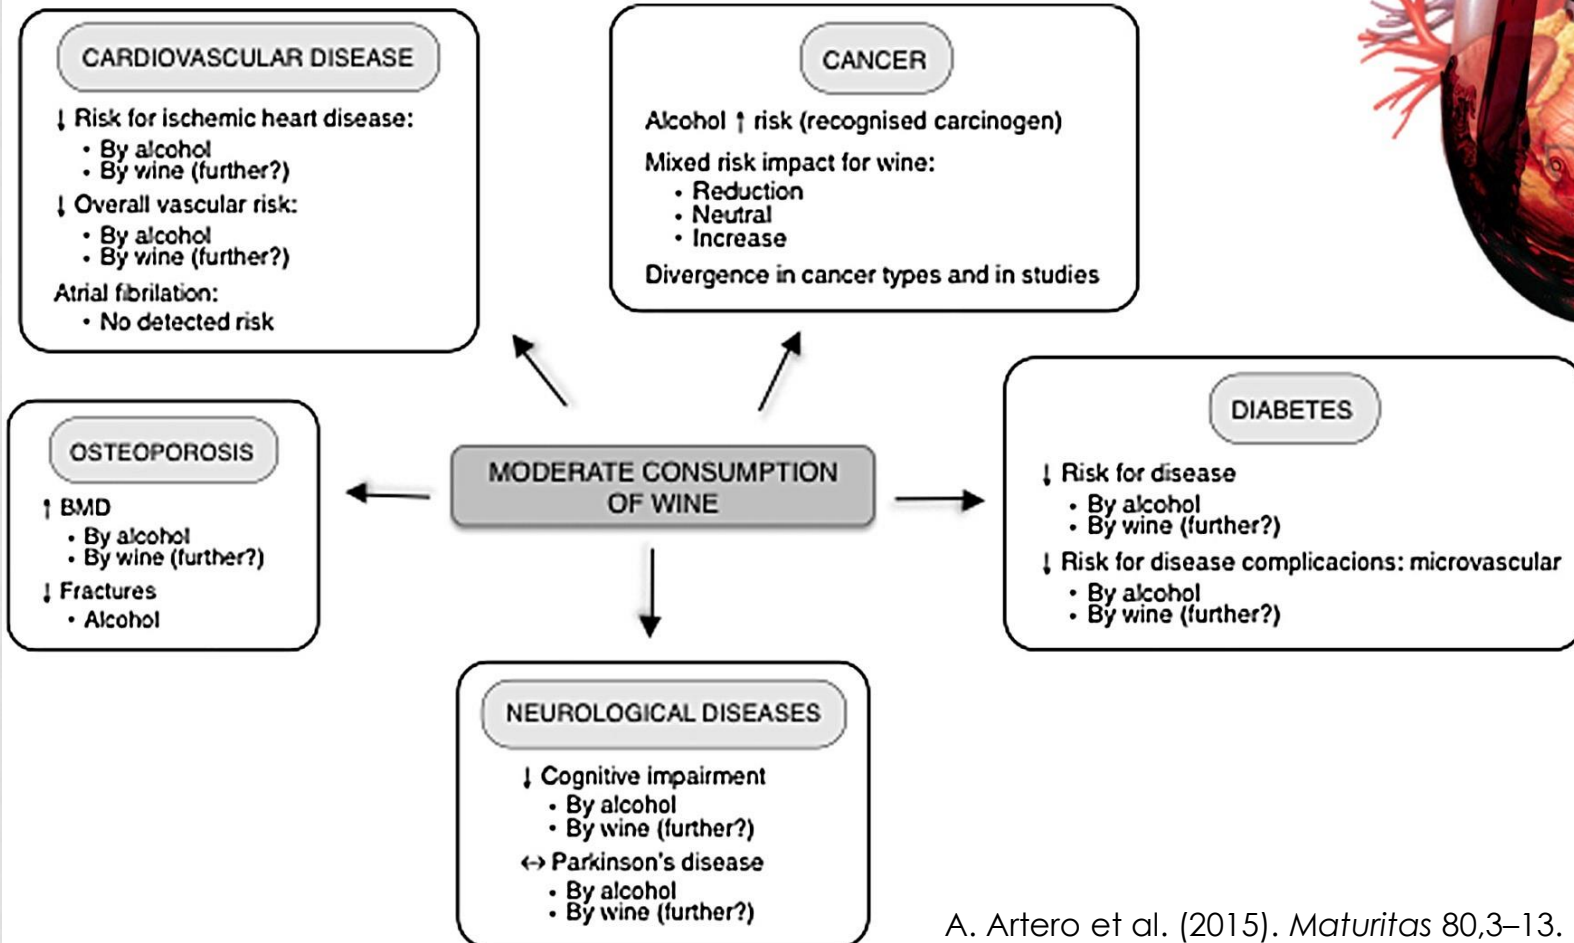 CARDIOVASCULAR DISEASE
↓ Risk for ischemic heart disease:
• By alcohol
• By wine (further?)
↓ Overall vascular risk:
• By alcohol
• By wine (further?)
Atrial fibrilation:
• No detected risk
CANCER
Alcohol ↑ risk (recognised carcinogen)
Mixed risk impact for wine:
• Reduction
• Neutral
• Increase
Divergence in cancer types and in studies
OSTEOPOROSIS
↑ BMD
• By alcohol
• By wine (further?)
↓ Fractures
• Alcohol
MODERATE CONSUMPTION
OF WINE
DIABETES
↓ Risk for disease
• By alcohol
• By wine (further?)
↓ Risk for disease complicacions: microvascular
• By alcohol
• By wine (further?)
NEUROLOGICAL DISEASES
↓ Cognitive impairment
• By alcohol
• By wine (further?)
↔ Parkinson's disease
• By alcohol
• By wine (further?)
A. Artero et al. (2015). Maturitas 80,3–13.